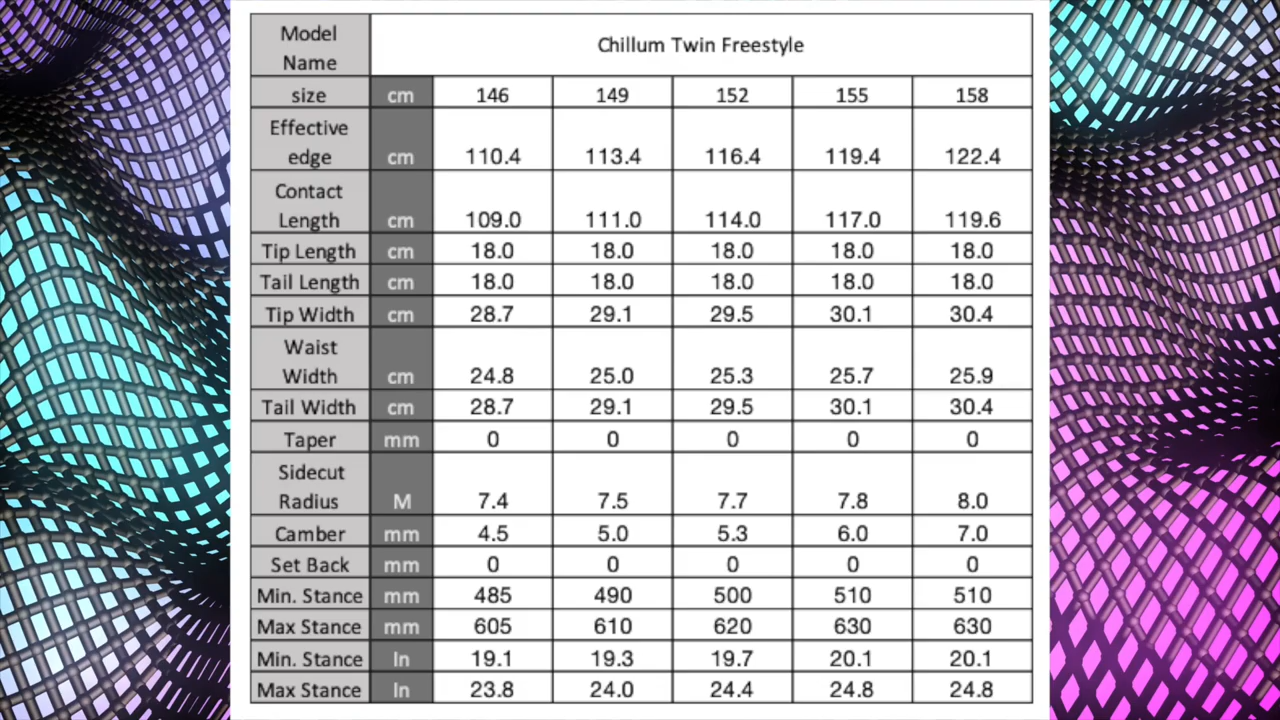 Model Name Chillum Twin Freestyle
size cm 146 149 152 155 158
Effective edge cm 110.4 113.4 116.4 119.4 122.4
Contact Length cm 109.0 111.0 114.0 117.0 119.6
Tip Length cm 18.0 18.0 18.0 18.0 18.0
Tail Length cm 18.0 18.0 18.0 18.0 18.0
Tip Width cm 28.7 29.1 29.5 30.1 30.4
Waist Width cm 24.8 25.0 25.3 25.7 25.9
Tail Width cm 28.7 29.1 29.5 30.1 30.4
Taper mm 0 0 0 0 0
Sidecut Radius M 7.4 7.5 7.7 7.8 8.0
Camber mm 4.5 5.0 5.3 6.0 7.0
Set Back mm 0 0 0 0 0
Min. Stance mm 485 490 500 510 510
Max Stance mm 605 610 620 630 630
Min. Stance In 19.1 19.3 19.7 20.1 20.1
Max Stance In 23.8 24.0 24.4 24.8 24.8